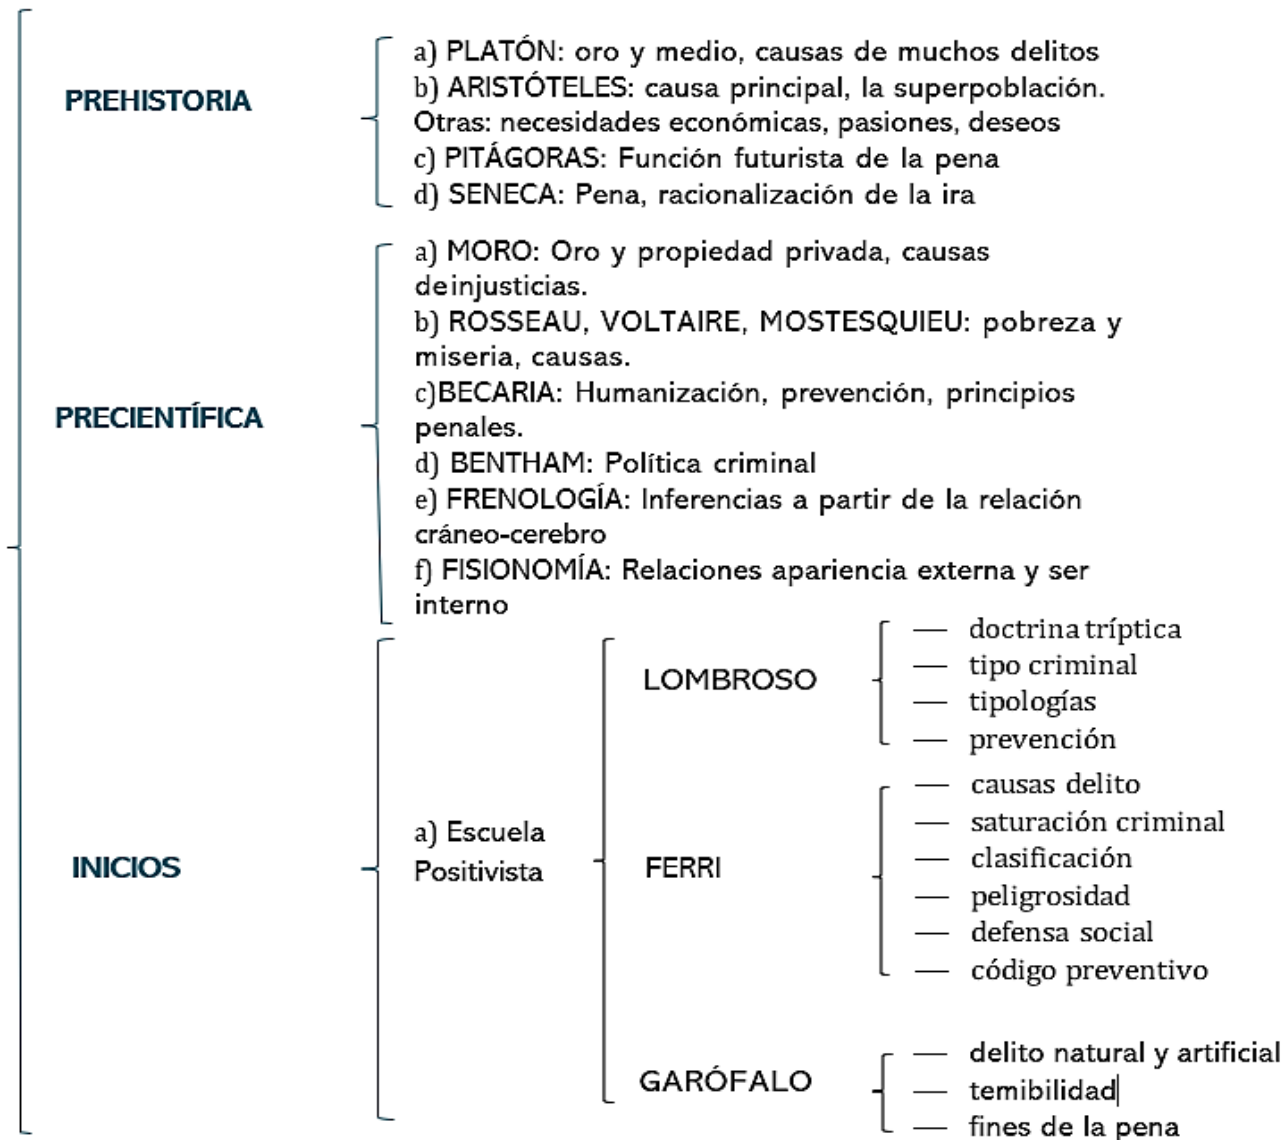 PREHISTORIA
a) PLATÓN: oro y medio, causas de muchos delitos
b) ARISTÓTELES: causa principal, la superpoblación.
Otras: necesidades económicas, pasiones, deseos
c) PITÁGORAS: Función futurista de la pena
d) SENECA: Pena, racionalización de la ira
PRECIENTÍFICA
a) MORO: Oro y propiedad privada, causas
deinjusticias.
b) ROSSEAU, VOLTAIRE, MOSTESQUIEU: pobreza y
miseria, causas.
c)BECARIA: Humanización, prevención, principios
penales.
d) BENTHAM: Política criminal
e) FRENOLOGÍA: Inferencias a partir de la relación
cráneo-cerebro
f) FISIONOMÍA: Relaciones apariencia externa y ser
interno
INICIOS
a) Escuela
Positivista
LOMBROSO
— doctrina tríptica
— tipo criminal
— tipologías
— prevención
FERRI
— causas delito
— saturación criminal
— clasificación
— peligrosidad
— defensa social
— código preventivo
GARÓFALO
— delito natural y artificial
— temibilidad
— fines de la pena